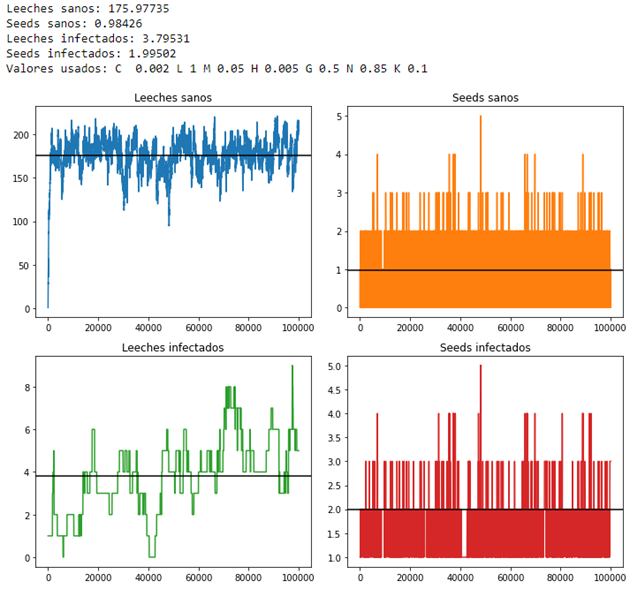 Leeches sanos: 175.97735
Seeds sanos: 0.98426
Leeches infectados: 3.79531
Seeds infectados: 1.99502
Valores usados: C  0.002 L 1 M 0.05 H 0.005 G 0.5 N 0.85 K 0.1
Leeches sanos
200
150
100
50
0
0 20000 40000 60000 80000 100000
Seeds sanos
5
4
3
2
1
0
0 20000 40000 60000 80000 100000
Leeches infectados
8
6
4
2
0
0 20000 40000 60000 80000 100000
Seeds infectados
5.0
4.5
4.0
3.5
3.0
2.5
2.0
1.5
1.0
0 20000 40000 60000 80000 100000